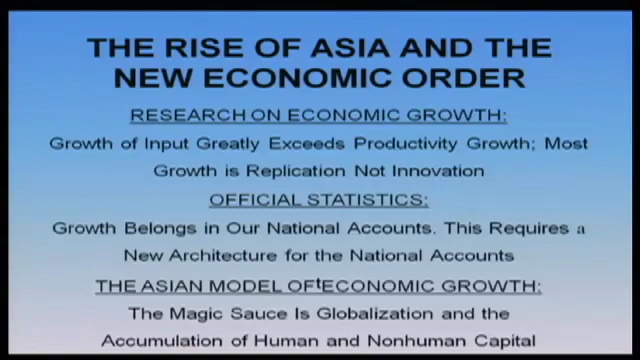 THE RISE OF ASIA AND THE
NEW ECONOMIC ORDER
RESEARCH ON ECONOMIC GROWTH:
Growth of Input Greatly Exceeds Productivity Growth; Most
Growth is Replication Not Innovation
OFFICIAL STATISTICS:
Growth Belongs in Our National Accounts. This Requires a
New Architecture for the National Accounts
THE ASIAN MODEL OFtECONOMIC GROWTH:
The Magic Sauce Is Globalization and the
Accumulation of Human and Nonhuman Capital